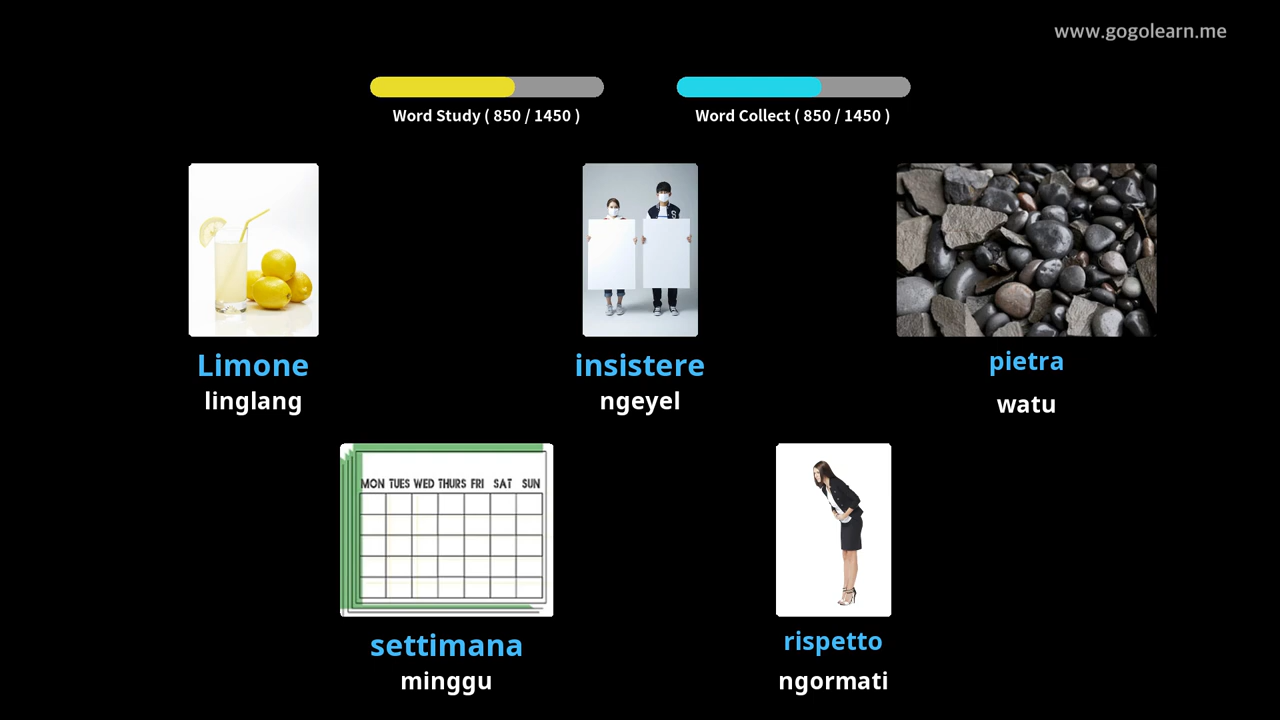 www.gogolearn.me
Word Study ( 850 / 1450 )
Word Collect ( 850 / 1450 )
S
Limone
linglang
insistere
ngeyel
pietra
watu
MON TUES WED THURS FRI SAT SUN
settimana
minggu
rispetto
ngormati